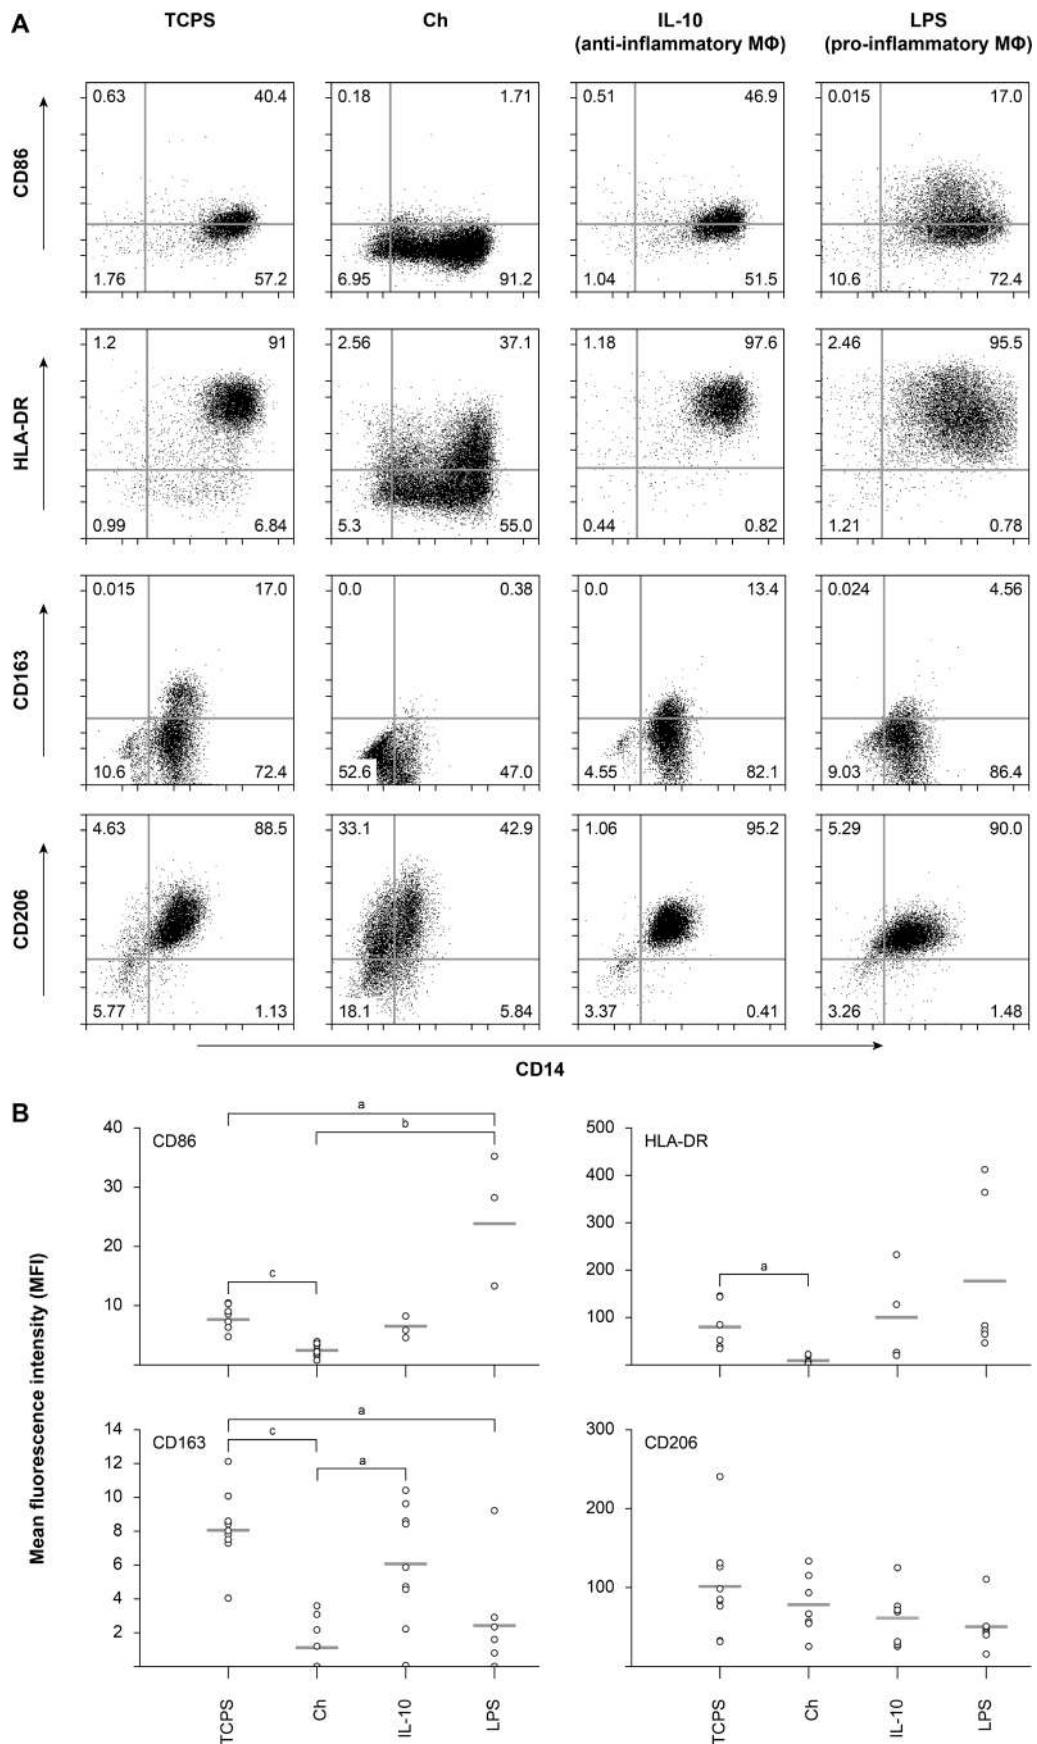 A
TCPS
Ch
IL-10
(anti-inflammatory MΦ)
LPS
(pro-inflammatory MΦ)
CD86
0.63 40.4
1.76 57.2
0.18 1.71
6.95 91.2
0.51 46.9
1.04 51.5
0.015 17.0
10.6 72.4
HLA-DR
1.2 91
0.99 6.84
2.56 37.1
5.3 55.0
1.18 97.6
0.44 0.82
2.46 95.5
1.21 0.78
CD163
0.015 17.0
10.6 72.4
0.0 0.38
52.6 47.0
0.0 13.4
4.55 82.1
0.024 4.56
9.03 86.4
CD206
4.63 88.5
5.77 1.13
33.1 42.9
18.1 5.84
1.06 95.2
3.37 0.41
5.29 90.0
3.26 1.48
CD14
B
Mean fluorescence intensity (MFI)
CD86
40
30
20
10
a
b
c
HLA-DR
500
400
300
200
100
a
CD163
14
12
10
8
6
4
2
a
c
a
TCPS
Ch
IL-10
LPS
CD206
300
200
100
TCPS
Ch
IL-10
LPS